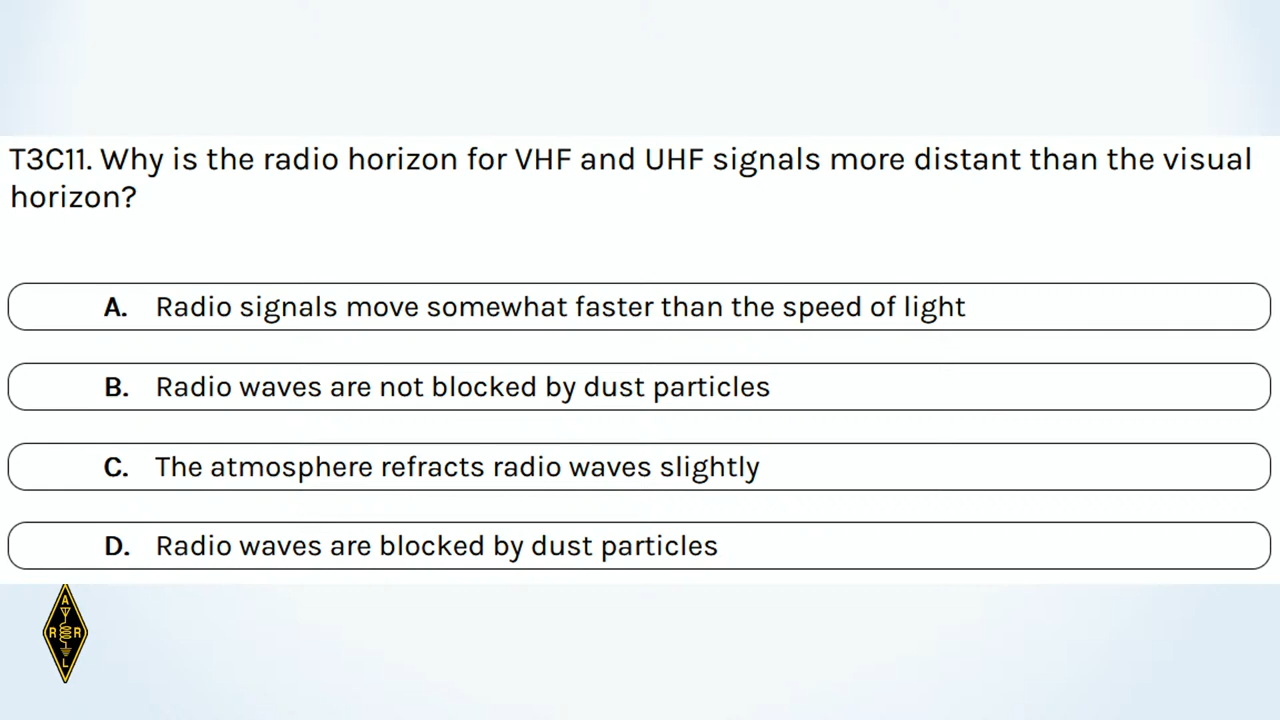 T3C11. Why is the radio horizon for VHF and UHF signals more distant than the visual
horizon?
A. Radio signals move somewhat faster than the speed of light
B. Radio waves are not blocked by dust particles
C. The atmosphere refracts radio waves slightly
D. Radio waves are blocked by dust particles
A
R R
L